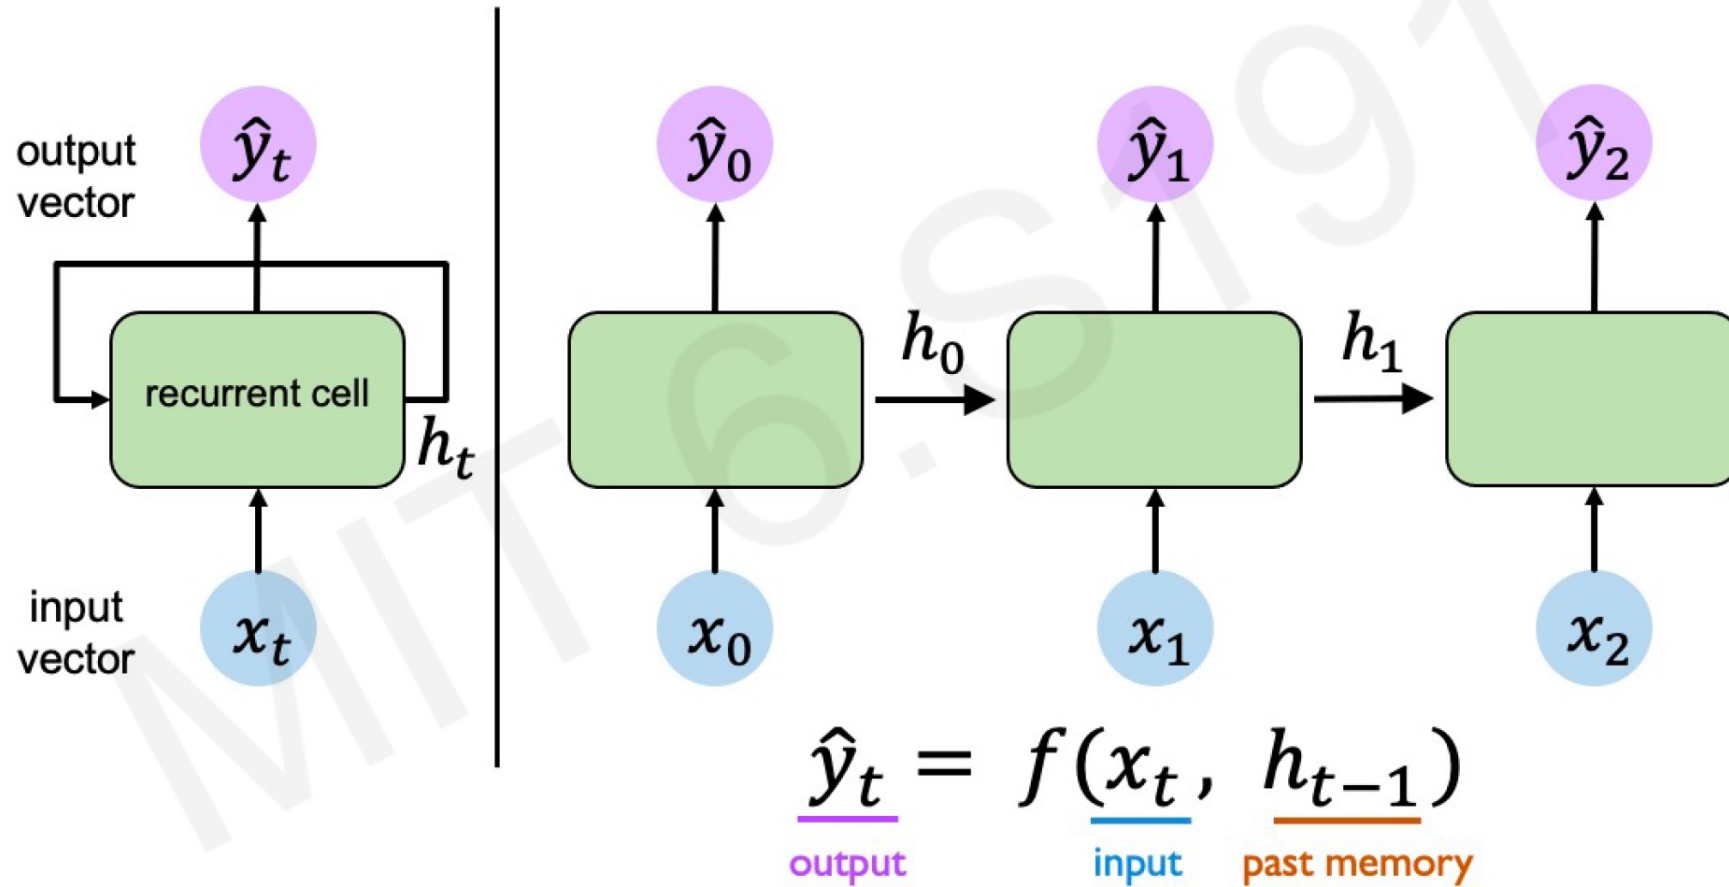 output
vector
ŷ_t
recurrent cell
h_t
input
vector
x_t
ŷ_0
ŷ_1
ŷ_2
h_0
h_1
x_0
x_1
x_2
ŷ_t = f(x_t, h_{t−1})
output input past memory
MIT 6.S191